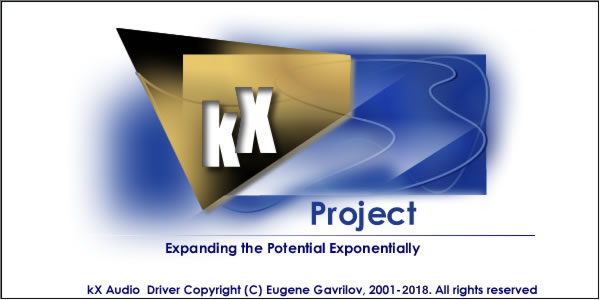 kX
Project
Expanding the Potential Exponentially
kX Audio Driver Copyright (C) Eugene Gavrilov, 2001-2018. All rights reserved